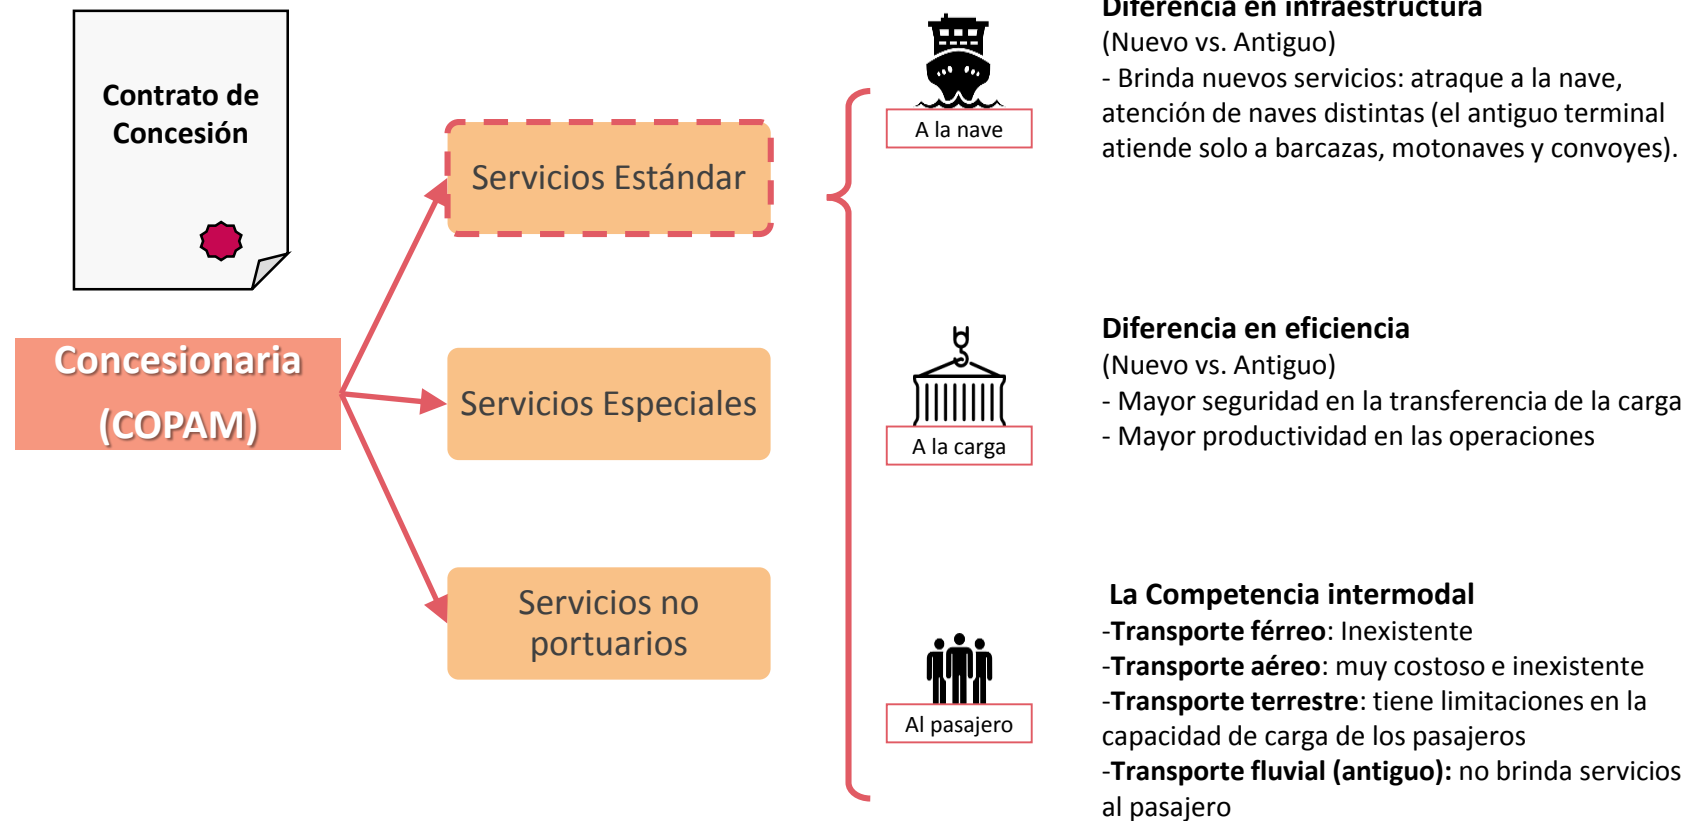 Contrato de
Concesión
Concesionaria
(COPAM)
Servicios Estándar
Servicios Especiales
Servicios no
portuarios
A la nave
Diferencia en infraestructura
(Nuevo vs. Antiguo)
- Brinda nuevos servicios: atraque a la nave,
atención de naves distintas (el antiguo terminal
atiende solo a barcazas, motonaves y convoyes).
A la carga
Diferencia en eficiencia
(Nuevo vs. Antiguo)
- Mayor seguridad en la transferencia de la carga
- Mayor productividad en las operaciones
Al pasajero
La Competencia intermodal
-Transporte férreo: Inexistente
-Transporte aéreo: muy costoso e inexistente
-Transporte terrestre: tiene limitaciones en la
capacidad de carga de los pasajeros
-Transporte fluvial (antiguo): no brinda servicios
al pasajero